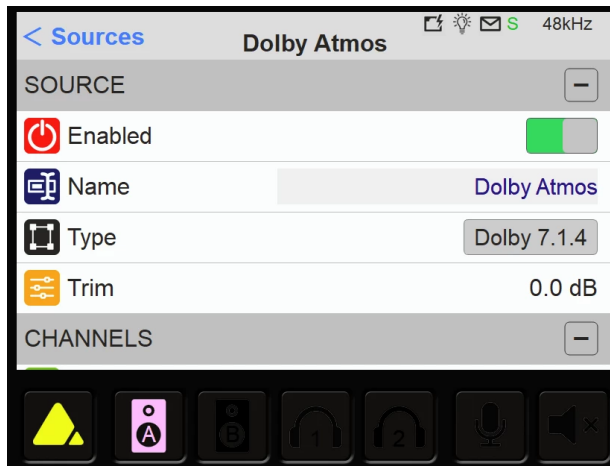 < Sources
Dolby Atmos
S
48kHz
SOURCE
Enabled
Name
Dolby Atmos
Type
Dolby 7.1.4
Trim
0.0 dB
CHANNELS
A
B
1
2